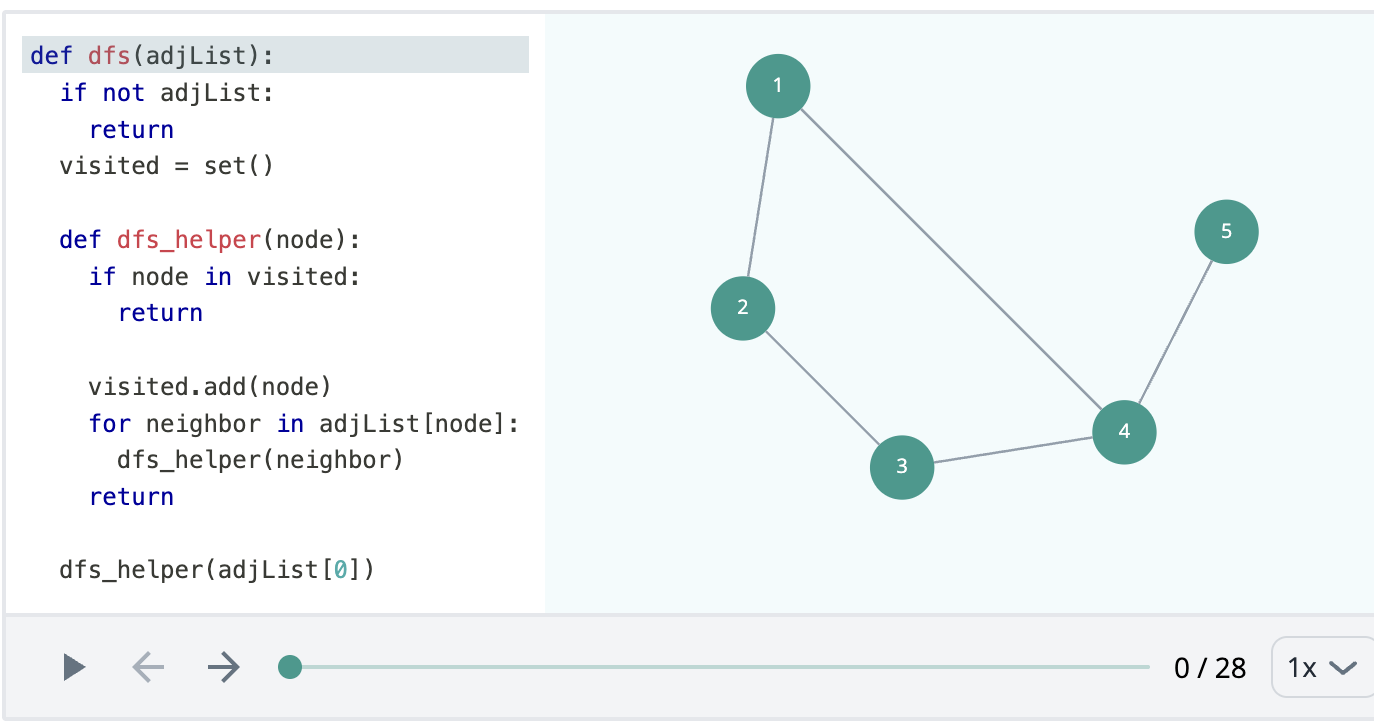 def dfs(adjList):
  if not adjList:
    return
  visited = set()

  def dfs_helper(node):
    if node in visited:
      return

    visited.add(node)
    for neighbor in adjList[node]:
      dfs_helper(neighbor)
    return

  dfs_helper(adjList[0])
1
5
2
4
3
0 / 28
1x